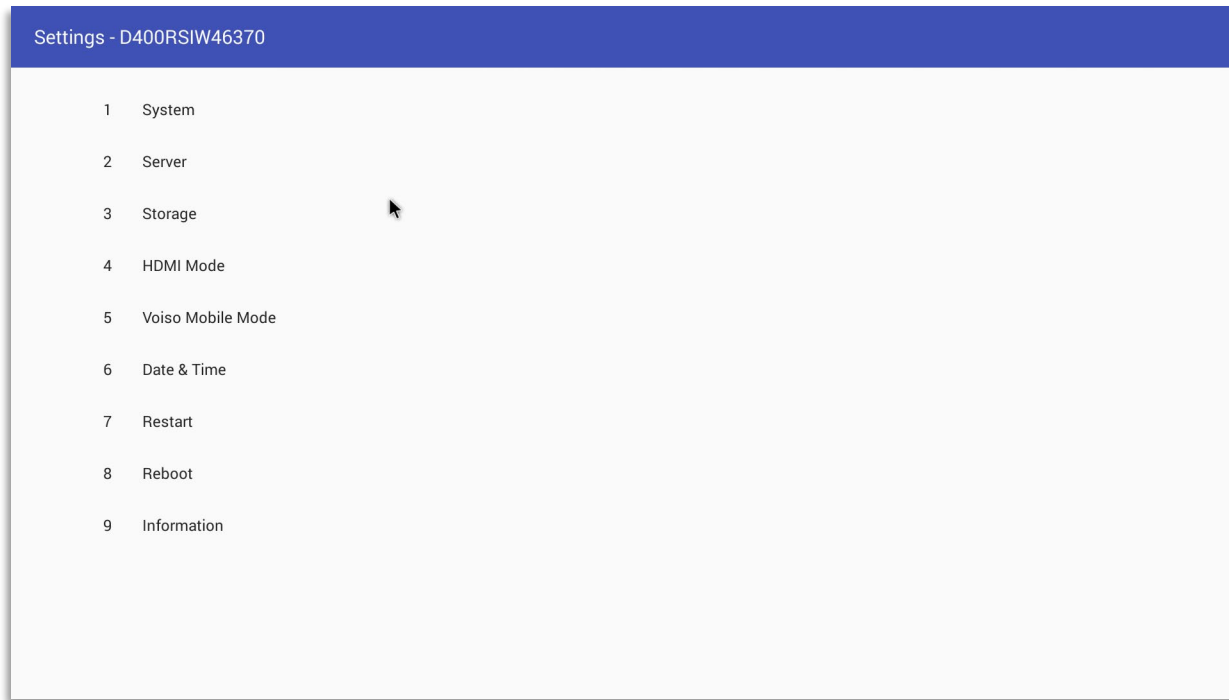 Settings - D400RSIW46370
1 System
2 Server
3 Storage
4 HDMI Mode
5 Voiso Mobile Mode
6 Date & Time
7 Restart
8 Reboot
9 Information